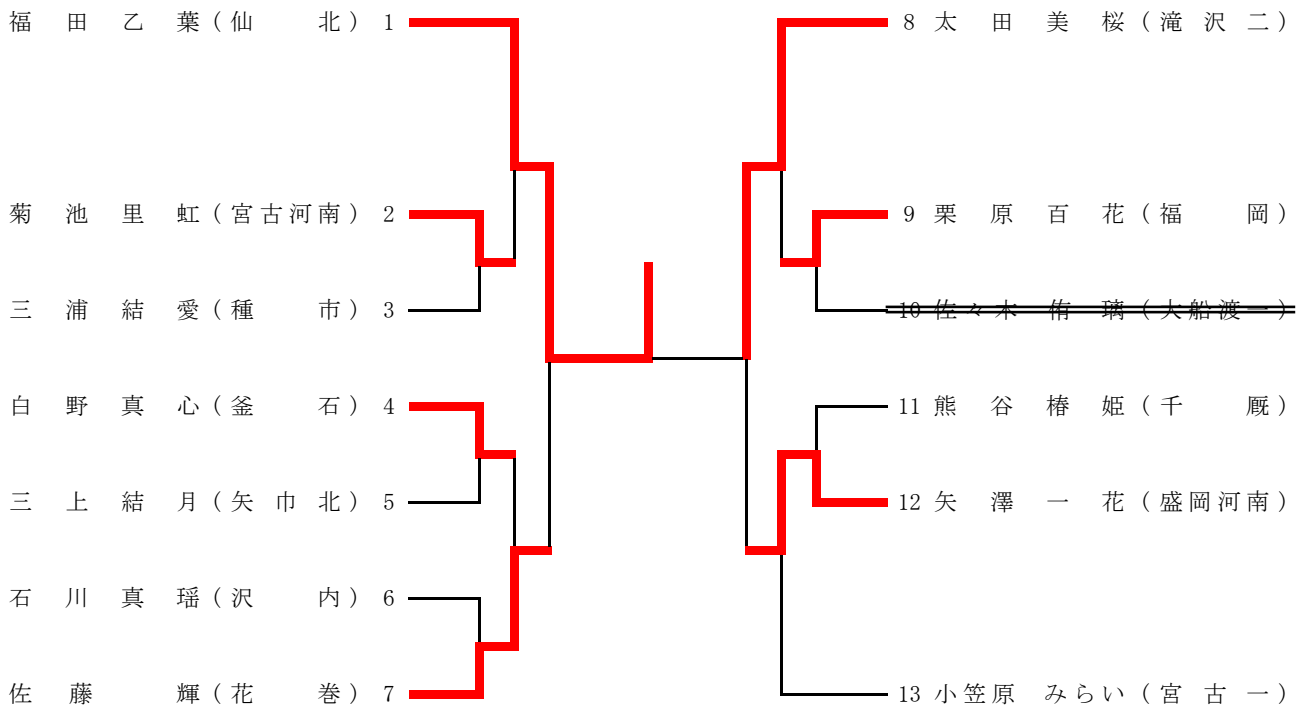 福田乙葉(仙北) 1
菊池里虹(宮古河南) 2
三浦結愛(種市) 3
白野真心(釜石) 4
三上結月(矢巾北) 5
石川真瑶(沢内) 6
佐藤輝(花巻) 7
8 太田美桜(滝沢二)
9 栗原百花(福岡)
10 佐々木侑璃(大船渡一)
11 熊谷椿姫(千厩)
12 矢澤一花(盛岡河南)
13 小笠原みらい(宮古一)